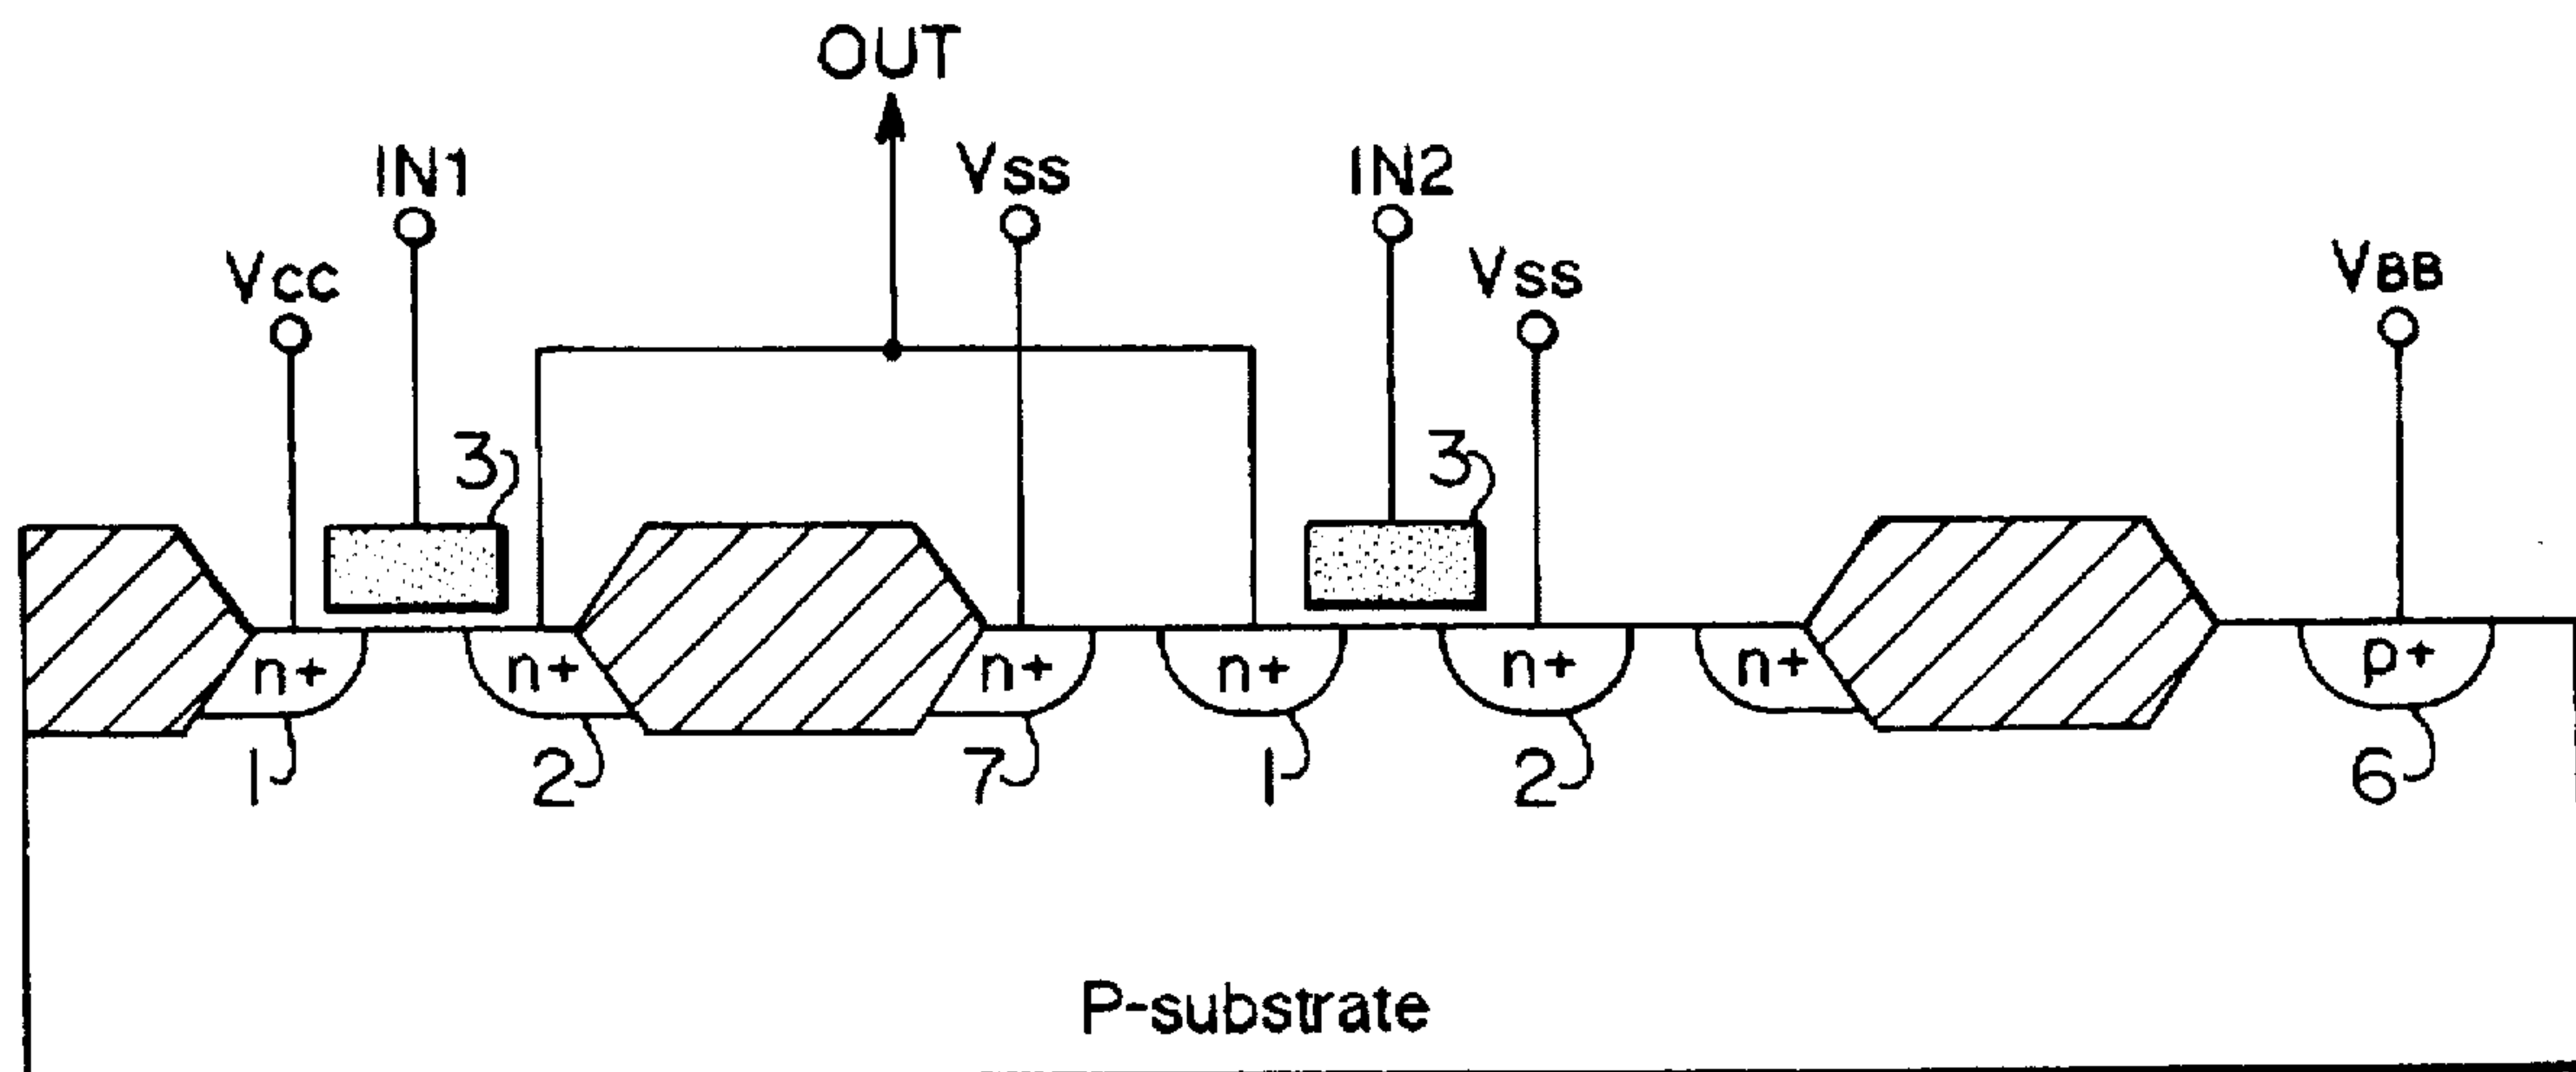 OUT
IN1
Vss
IN2
Vcc
Vss
VBB
3
3
n+
n+
n+
n+
n+
n+
p+
1
2
7
1
2
6
P-substrate